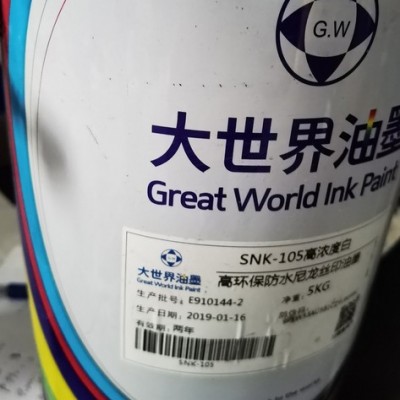 G.W
大世界油墨
Great World Ink Paint
SNK-105高浓度白
大世界油墨
Great World Ink Paint
高环保防水尼龙丝印油墨
生产批号: E910144-2
净重: 5KG
生产日期: 2019-01-16
有效期: 两年
SNK-105